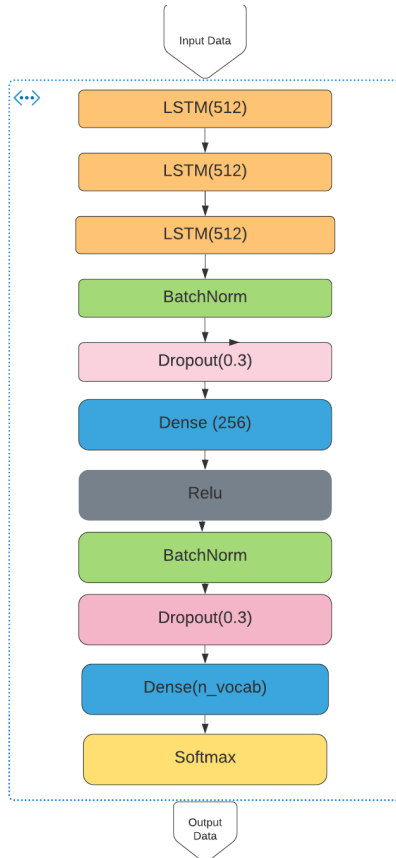 Input Data
LSTM(512)
LSTM(512)
LSTM(512)
BatchNorm
Dropout(0.3)
Dense (256)
Relu
BatchNorm
Dropout(0.3)
Dense(n_vocab)
Softmax
Output
Data